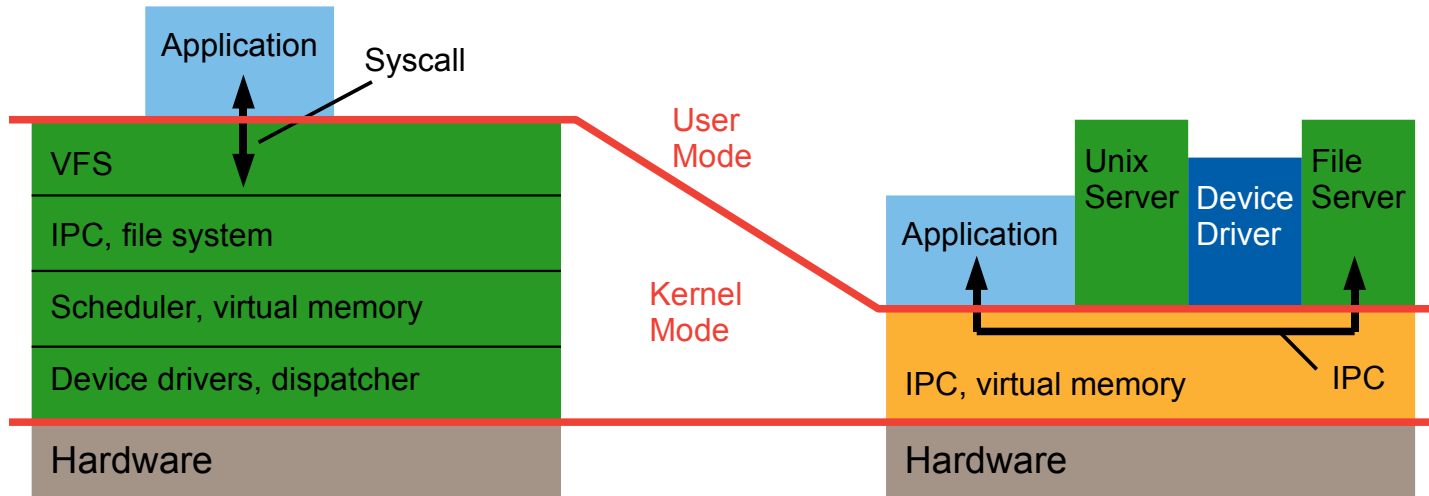 Application
Syscall
VFS
IPC, file system
Scheduler, virtual memory
Device drivers, dispatcher
Hardware
User
Mode
Kernel
Mode
Application
Unix
Server
Device
Driver
File
Server
IPC, virtual memory
IPC
Hardware